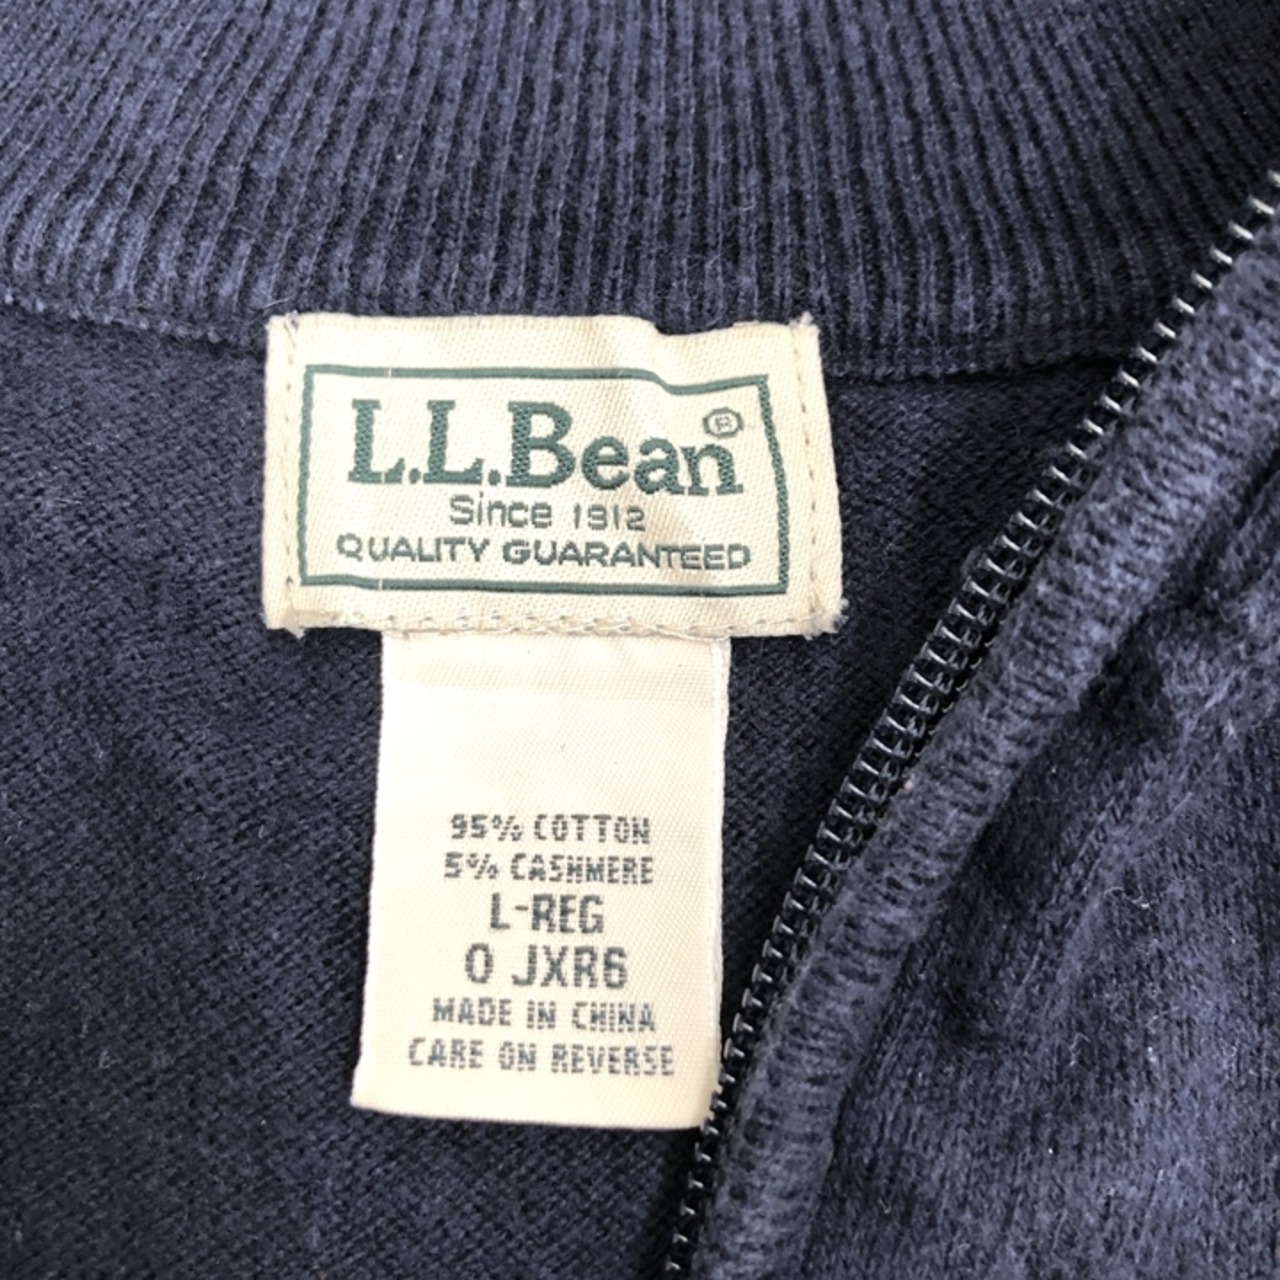 L.L.Bean®
Since 1912
QUALITY GUARANTEED
95% COTTON
5% CASHMERE
L-REG
0 JXR6
MADE IN CHINA
CARE ON REVERSE